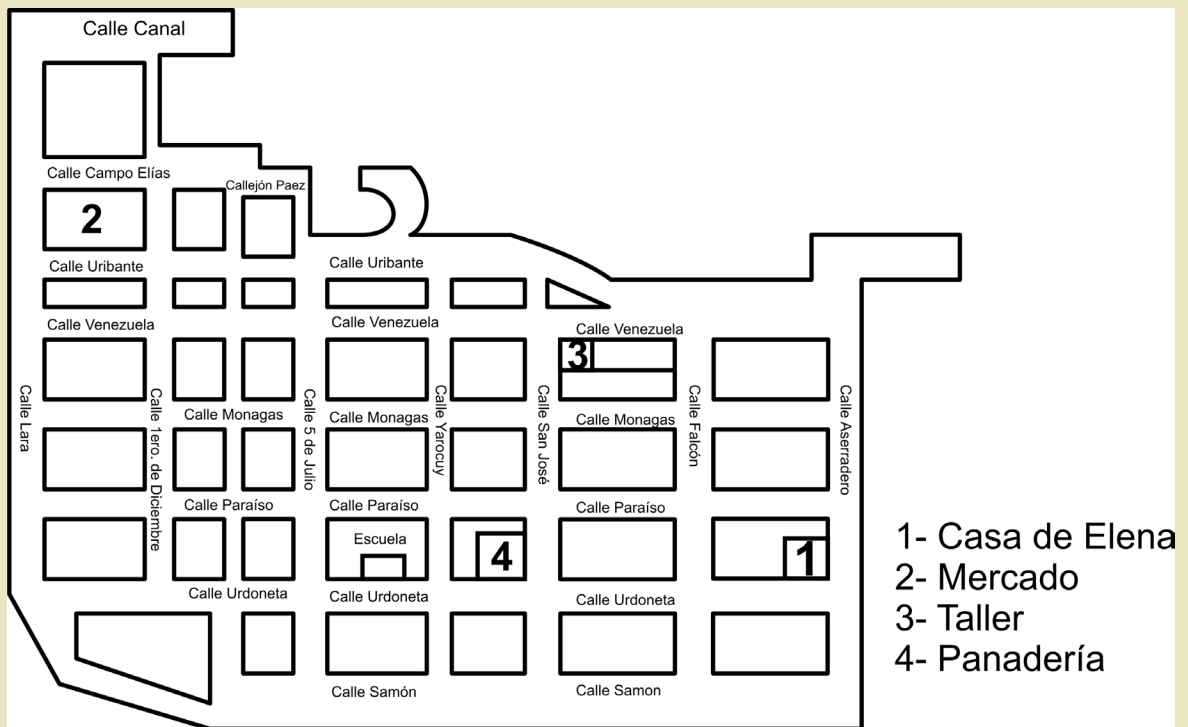 Calle Canal
Calle Campo Elías
Callejón Paez
2
Calle Uribante
Calle Uribante
Calle Venezuela
Calle Venezuela
Calle Venezuela
3
Calle Lara
Calle 1ero. de Diciembre
Calle Monagas
Calle 5 de Julio
Calle Monagas
Calle Yarocuy
Calle San José
Calle Monagas
Calle Falcón
Calle Aserradero
Calle Paraíso
Calle Paraíso
Calle Paraíso
Escuela
4
1
Calle Urdoneta
Calle Urdoneta
Calle Urdoneta
Calle Samón
Calle Samon
1- Casa de Elena
2- Mercado
3- Taller
4- Panadería